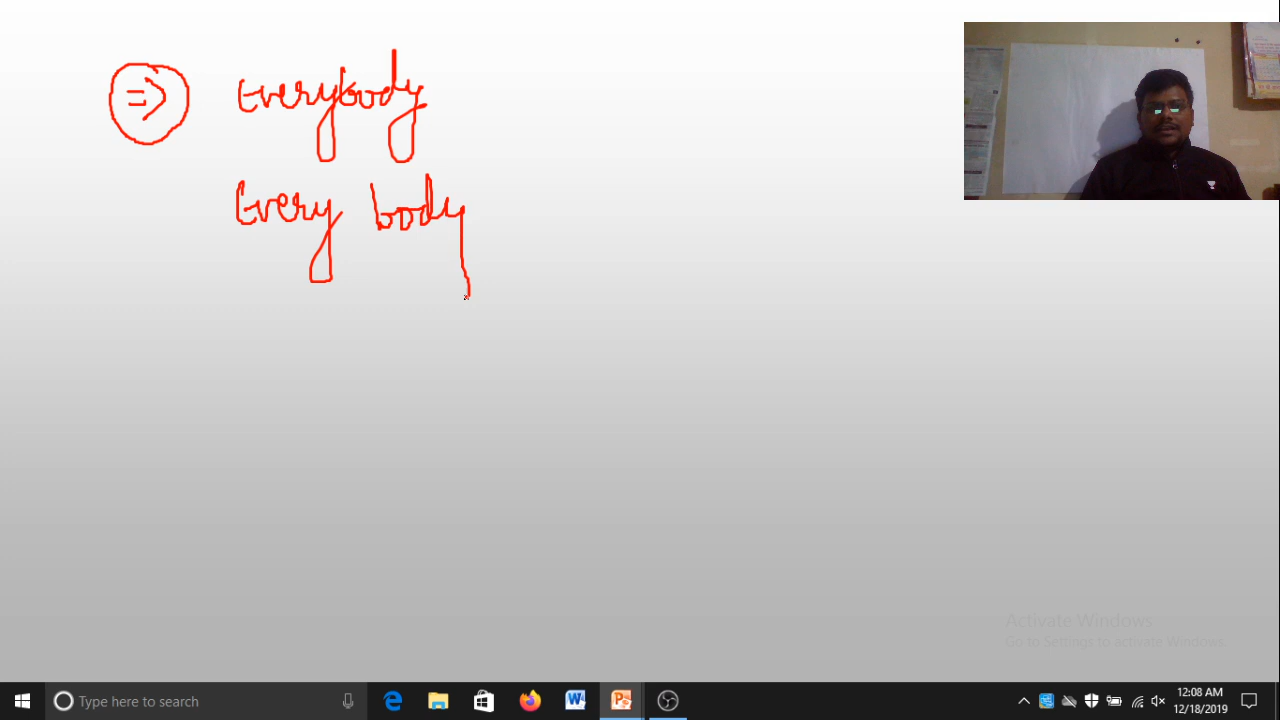 ⇒ Everybody
Every body
Activate Windows
Go to Settings to activate Windows
Type here to search
12:08 AM
12/18/2019